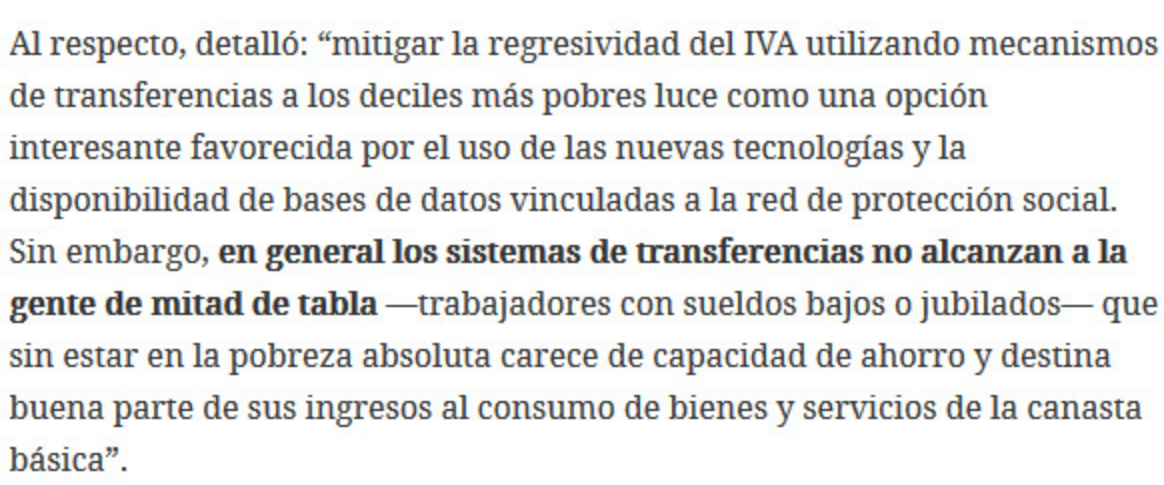 Al respecto, detalló: “mitigar la regresividad del IVA utilizando mecanismos
de transferencias a los deciles más pobres luce como una opción
interesante favorecida por el uso de las nuevas tecnologías y la
disponibilidad de bases de datos vinculadas a la red de protección social.
Sin embargo, en general los sistemas de transferencias no alcanzan a la
gente de mitad de tabla —trabajadores con sueldos bajos o jubilados— que
sin estar en la pobreza absoluta carece de capacidad de ahorro y destina
buena parte de sus ingresos al consumo de bienes y servicios de la canasta
básica”.